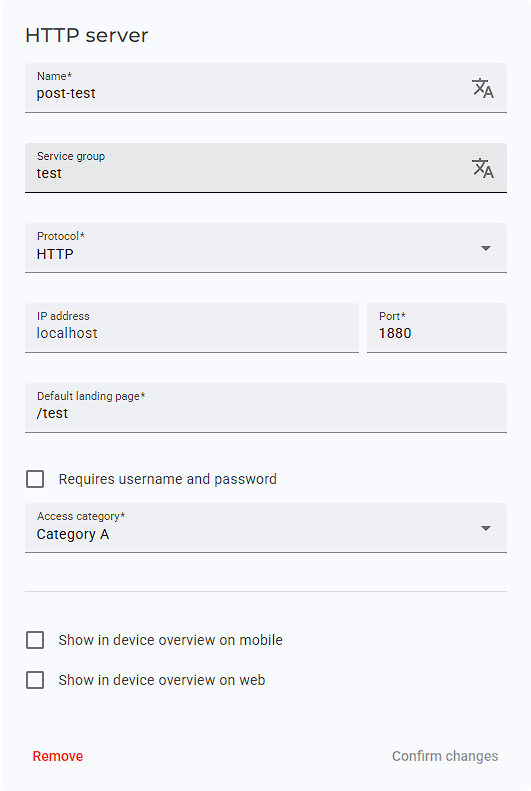 HTTP server
Name*
post-test
Service group
test
Protocol*
HTTP
IP address
localhost
Port*
1880
Default landing page*
/test
Requires username and password
Access category*
Category A
Show in device overview on mobile
Show in device overview on web
Remove
Confirm changes